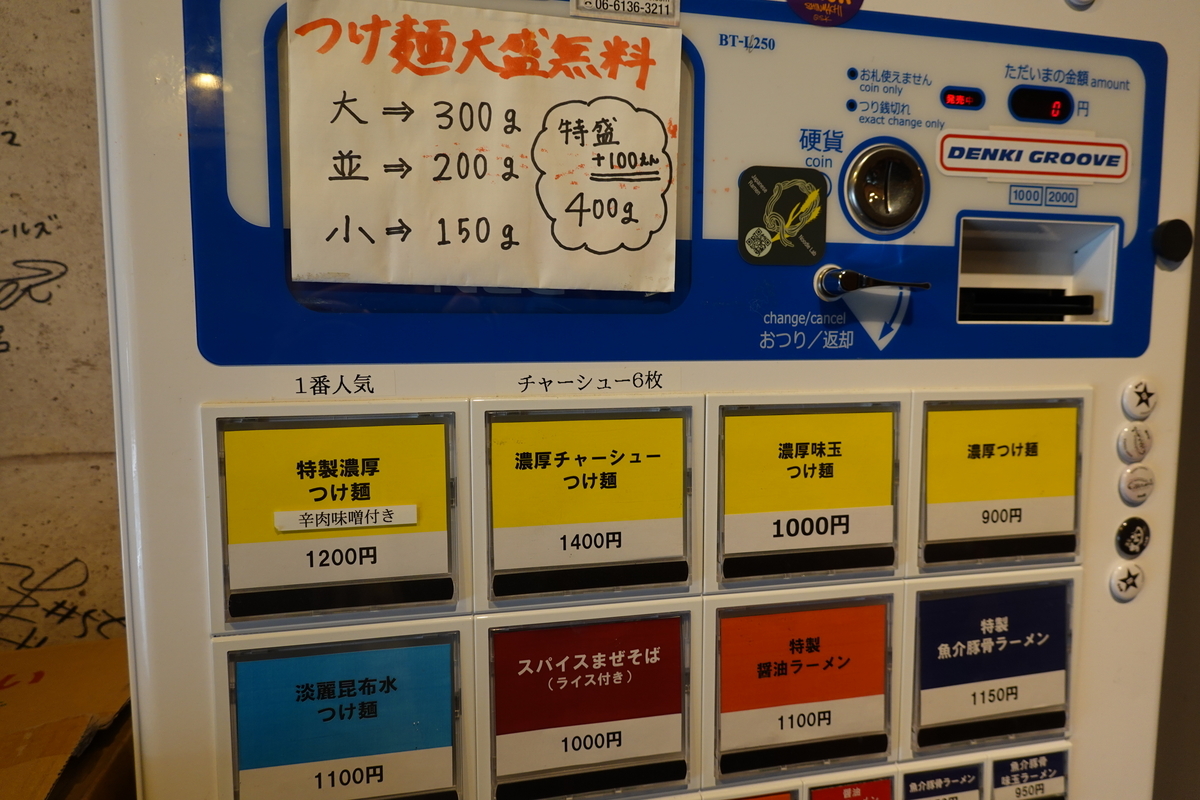 06-6136-3211
つけ麺大盛無料
大⇒300g
並⇒200g
小⇒150g
特盛
+100えん
400g
BT-L250
お札使えません
coin only
つり銭切れ
exact change only
発売中
ただいまの金額 amount
0 円
硬貨
coin
DENKI GROOVE
1000 2000
change/cancel
おつり/返却
1番人気
チャーシュー6枚
特製濃厚
つけ麺
辛肉味噌付き
1200円
濃厚チャーシュー
つけ麺
1400円
濃厚味玉
つけ麺
1000円
濃厚つけ麺
900円
淡麗昆布水
つけ麺
1100円
スパイスまぜそば
(ライス付き)
1000円
特製
醤油ラーメン
1100円
特製
魚介豚骨ラーメン
1150円
醤油
魚介豚骨ラーメン
魚介豚骨
味玉ラーメン
950円